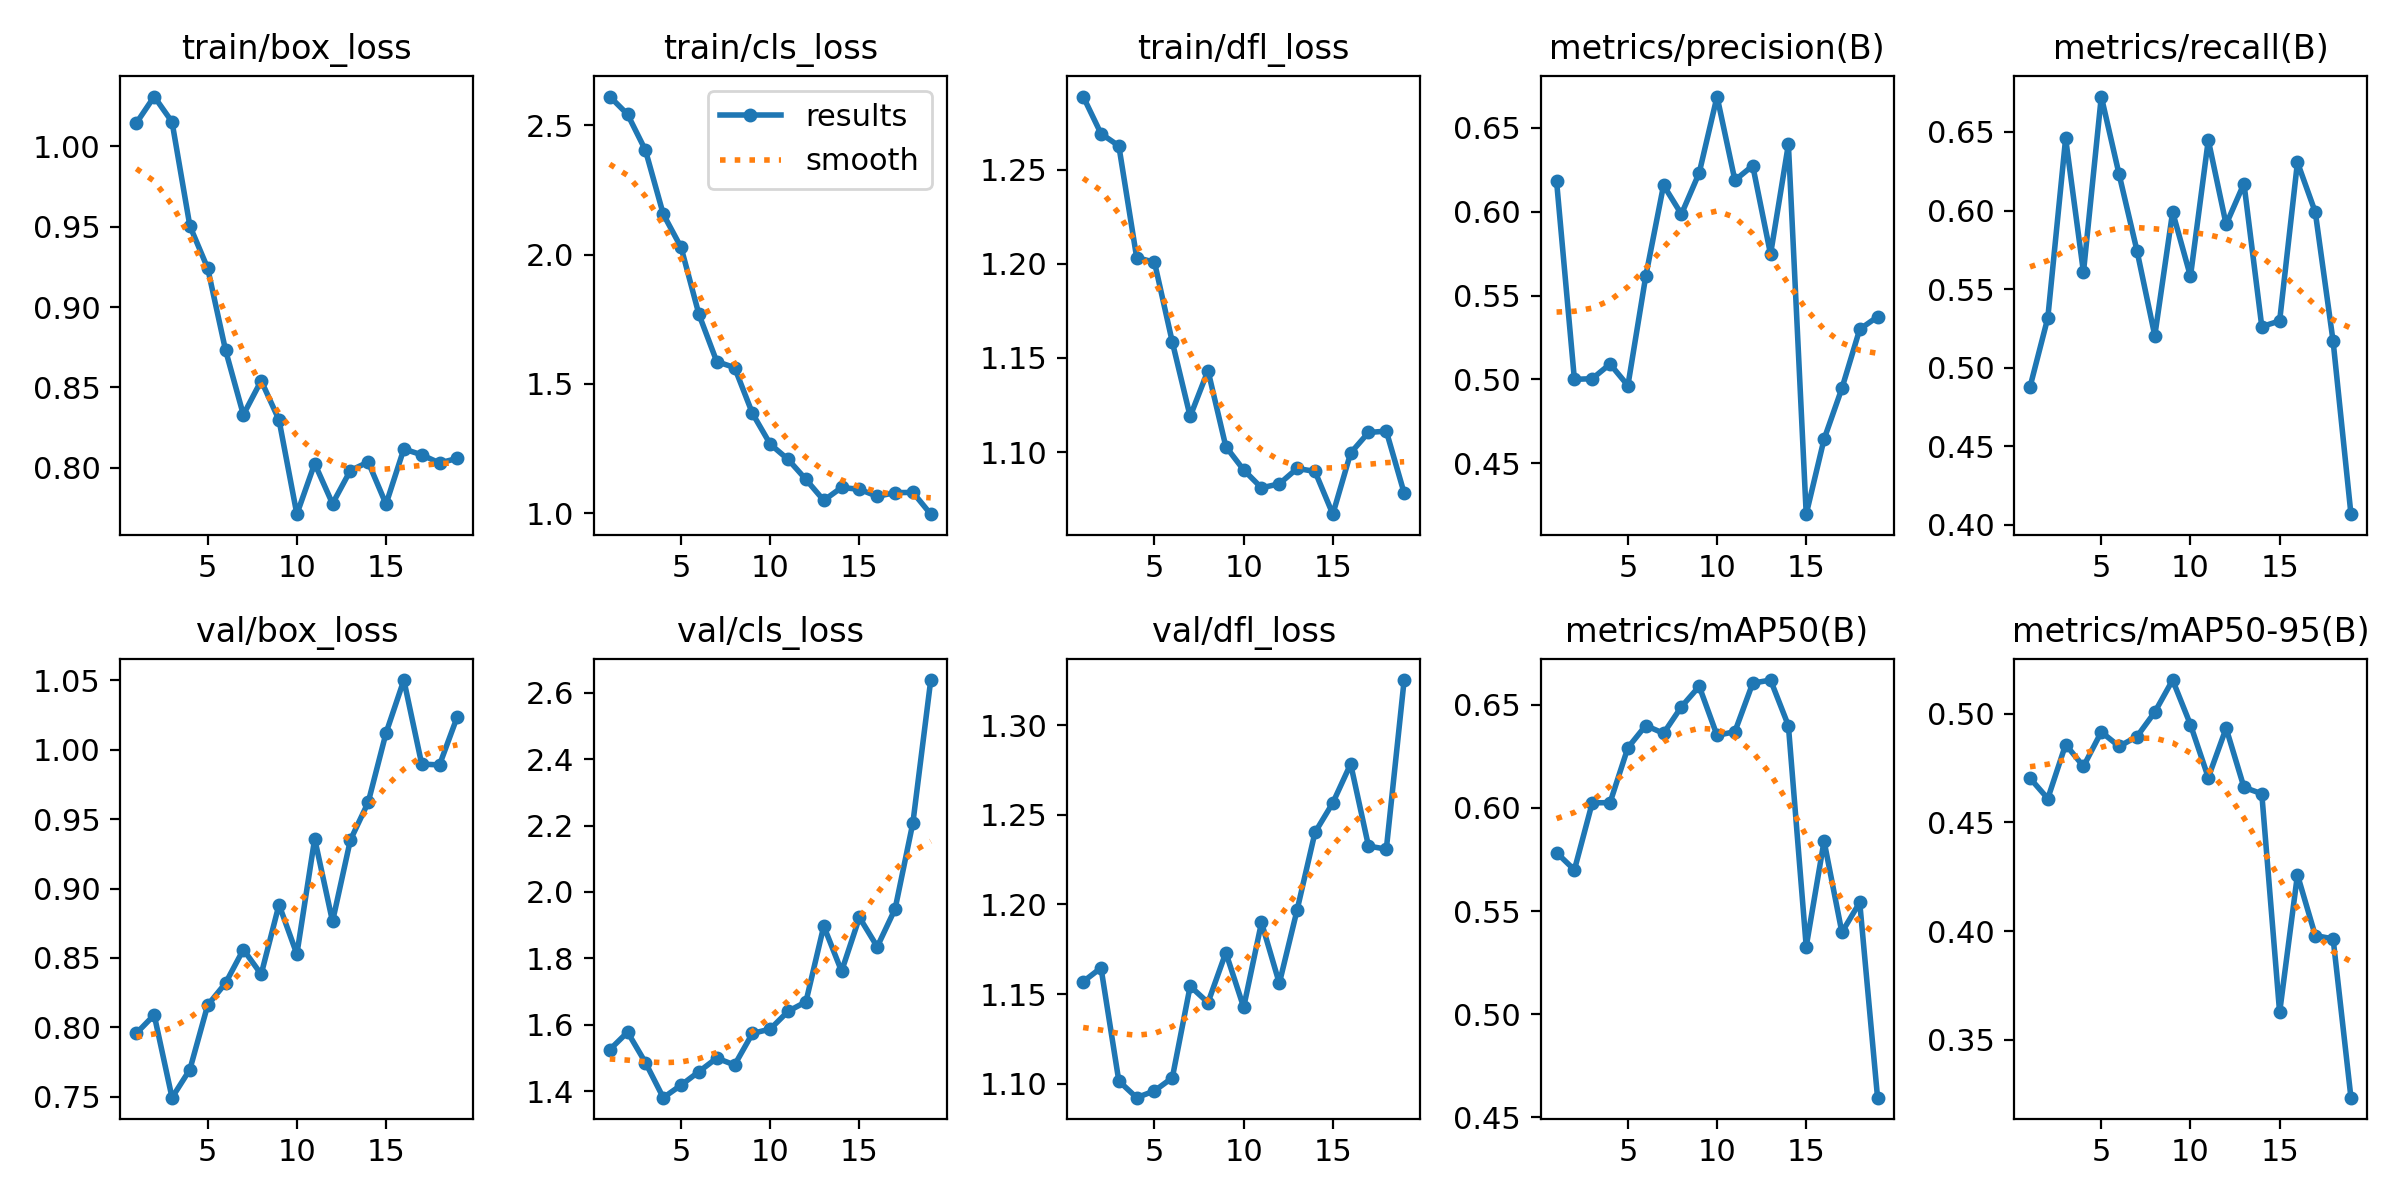 train/box_loss
train/cls_loss
train/dfl_loss
metrics/precision(B)
metrics/recall(B)
results
smooth
1.00
0.95
0.90
0.85
0.80
5 10 15
2.5
2.0
1.5
1.0
5 10 15
1.25
1.20
1.15
1.10
5 10 15
0.65
0.60
0.55
0.50
0.45
5 10 15
0.65
0.60
0.55
0.50
0.45
0.40
5 10 15
val/box_loss
val/cls_loss
val/dfl_loss
metrics/mAP50(B)
metrics/mAP50-95(B)
1.05
1.00
0.95
0.90
0.85
0.80
0.75
5 10 15
2.6
2.4
2.2
2.0
1.8
1.6
1.4
5 10 15
1.30
1.25
1.20
1.15
1.10
5 10 15
0.65
0.60
0.55
0.50
0.45
5 10 15
0.50
0.45
0.40
0.35
5 10 15